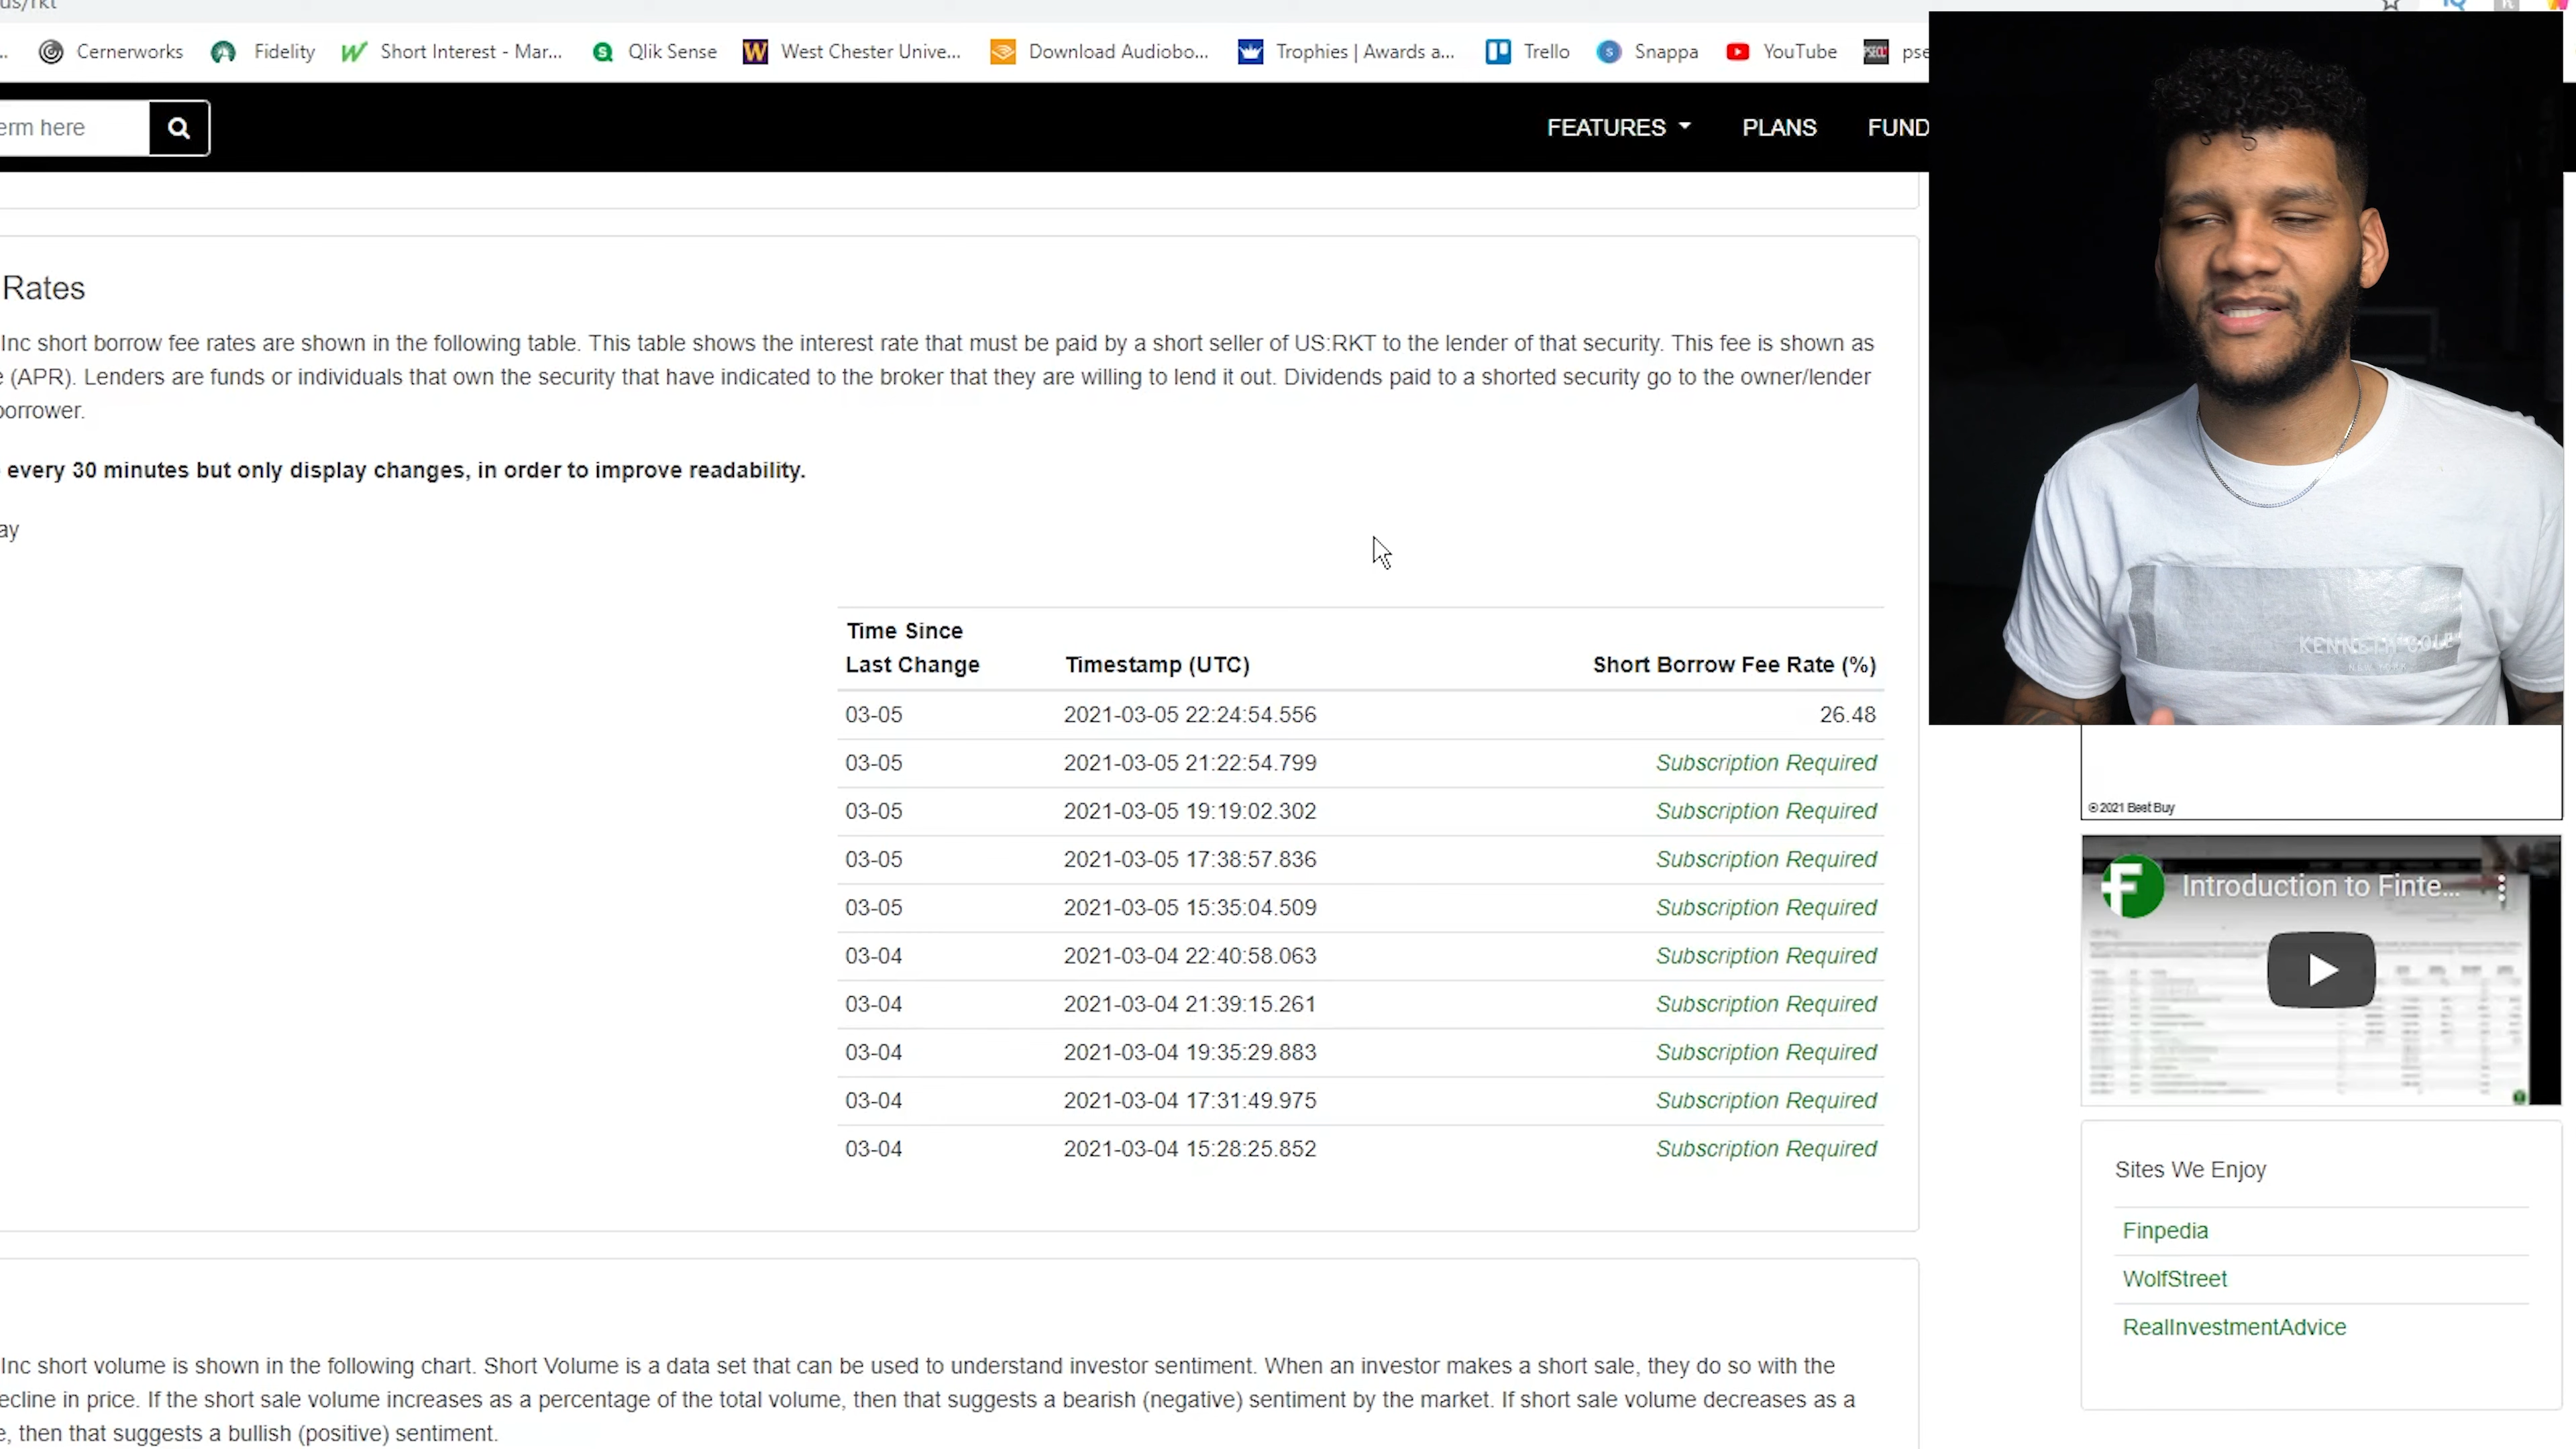 us/rkt
... Cernerworks Fidelity Short Interest - Mar... Qlik Sense West Chester Unive... Download Audiobo... Trophies | Awards a... Trello Snappa YouTube pse
erm here FEATURES PLANS FUND
Rates
Inc short borrow fee rates are shown in the following table. This table shows the interest rate that must be paid by a short seller of US:RKT to the lender of that security. This fee is shown as
e (APR). Lenders are funds or individuals that own the security that have indicated to the broker that they are willing to lend it out. Dividends paid to a shorted security go to the owner/lender
borrower.
every 30 minutes but only display changes, in order to improve readability.
ay
Time Since
Last Change Timestamp (UTC) Short Borrow Fee Rate (%)
03-05 2021-03-05 22:24:54.556 26.48
03-05 2021-03-05 21:22:54.799 Subscription Required
03-05 2021-03-05 19:19:02.302 Subscription Required
03-05 2021-03-05 17:38:57.836 Subscription Required
03-05 2021-03-05 15:35:04.509 Subscription Required
03-04 2021-03-04 22:40:58.063 Subscription Required
03-04 2021-03-04 21:39:15.261 Subscription Required
03-04 2021-03-04 19:35:29.883 Subscription Required
03-04 2021-03-04 17:31:49.975 Subscription Required
03-04 2021-03-04 15:28:25.852 Subscription Required
Inc short volume is shown in the following chart. Short Volume is a data set that can be used to understand investor sentiment. When an investor makes a short sale, they do so with the
ecline in price. If the short sale volume increases as a percentage of the total volume, then that suggests a bearish (negative) sentiment by the market. If short sale volume decreases as a
e, then that suggests a bullish (positive) sentiment.
KENNETH COLE
NEW YORK
© 2021 Best Buy
Introduction to Finte...
Sites We Enjoy
Finpedia
WolfStreet
RealInvestmentAdvice